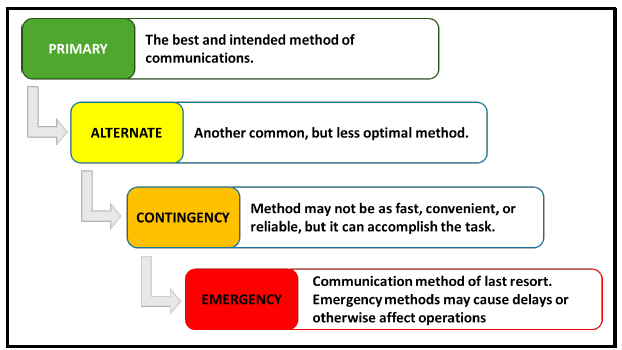 PRIMARY
The best and intended method of
communications.
ALTERNATE
Another common, but less optimal method.
CONTINGENCY
Method may not be as fast, convenient, or
reliable, but it can accomplish the task.
EMERGENCY
Communication method of last resort.
Emergency methods may cause delays or
otherwise affect operations